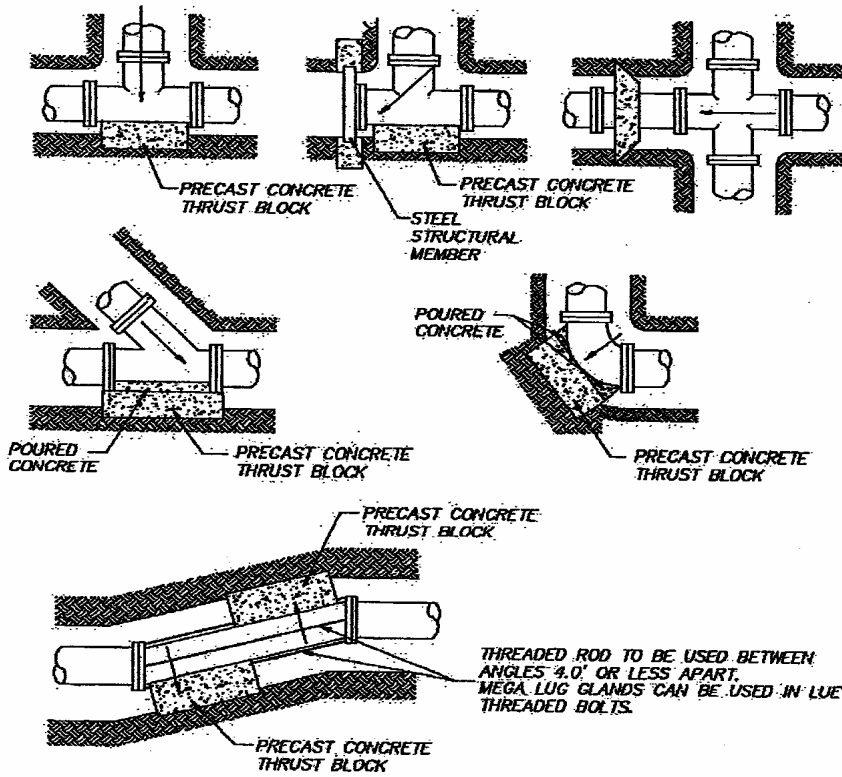 PRECAST CONCRETE
THRUST BLOCK
PRECAST CONCRETE
THRUST BLOCK
STEEL
STRUCTURAL
MEMBER
POURED
CONCRETE
POURED
CONCRETE
PRECAST CONCRETE
THRUST BLOCK
PRECAST CONCRETE
THRUST BLOCK
PRECAST CONCRETE
THRUST BLOCK
THREADED ROD TO BE USED BETWEEN
ANGLES 4.0' OR LESS APART.
MEGA LUG GLANDS CAN BE USED IN LUE
THREADED BOLTS.
PRECAST CONCRETE
THRUST BLOCK